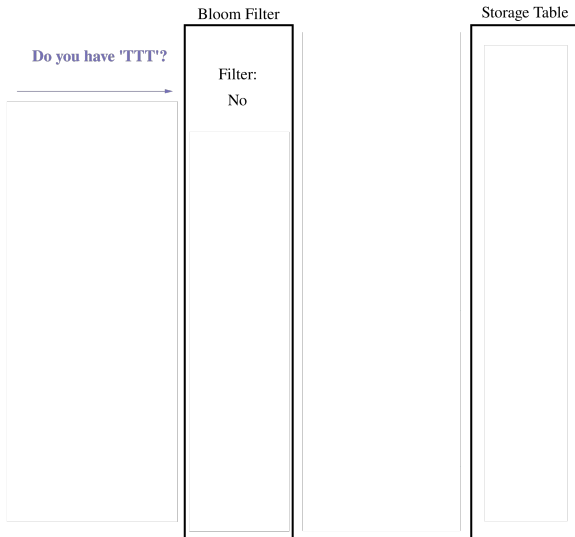 Bloom Filter
Storage Table
Do you have 'TTT'?
Filter:
No